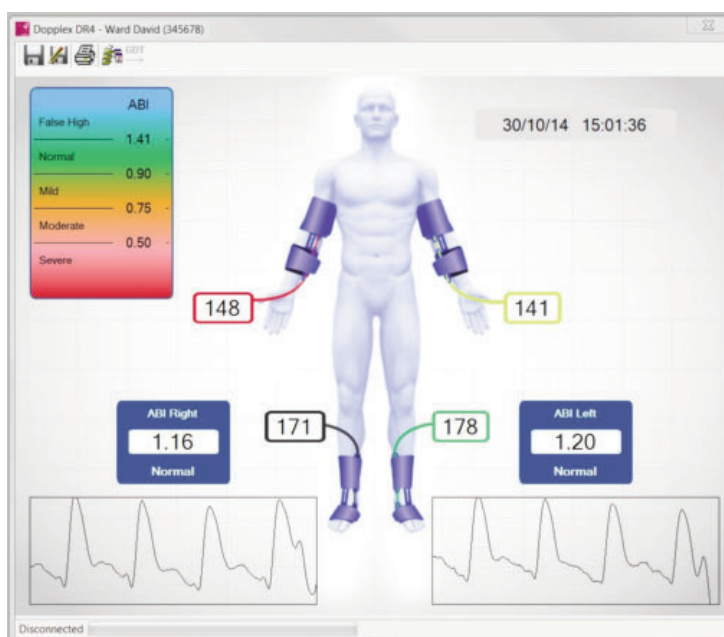 Dopplex DR4 - Ward David (345678)
GDT
ABI
False High
1.41
Normal
0.90
Mild
0.75
Moderate
0.50
Severe
30/10/14 15:01:36
148
141
171
178
ABI Right
1.16
Normal
ABI Left
1.20
Normal
Disconnected